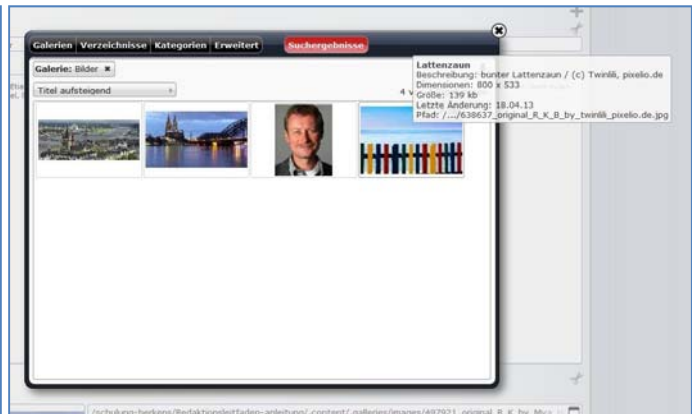 Galerien Verzeichnisse Kategorien Erweitert Suchergebnisse
Galerie: Bilder ✖
Titel aufsteigend
4 v
Lattenzaun
Beschreibung: bunter Lattenzaun / (c) Twinlili, pixelio.de
Dimensionen: 800 x 533
Größe: 139 kb
Letzte Änderung: 18.04.13
Pfad: /.../638637_original_R_K_B_by_twinlili_pixelio.de.jpg